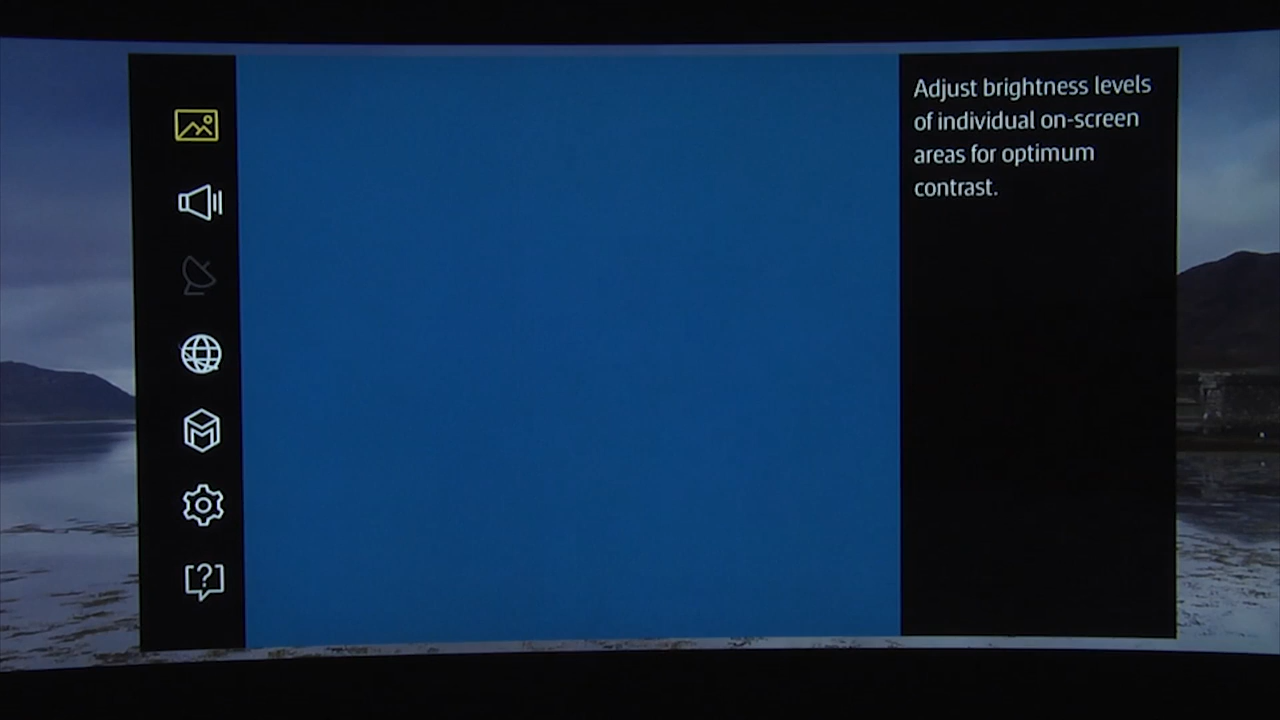 Adjust brightness levels
of individual on-screen
areas for optimum
contrast.